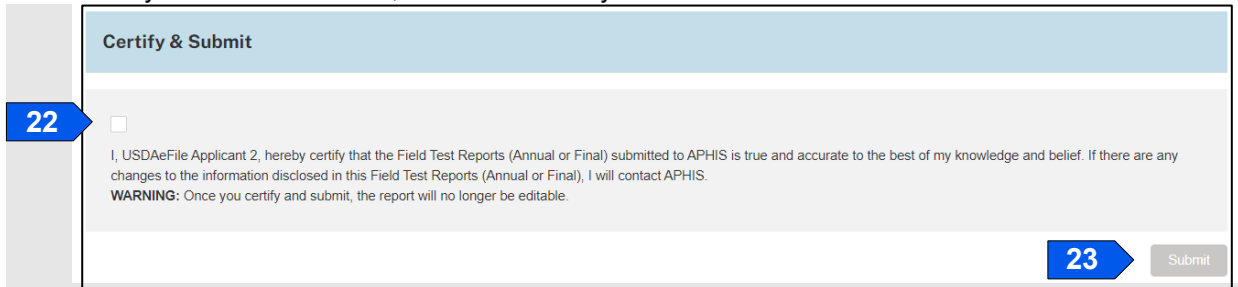 Certify & Submit
22
I, USDAeFile Applicant 2, hereby certify that the Field Test Reports (Annual or Final) submitted to APHIS is true and accurate to the best of my knowledge and belief. If there are any
changes to the information disclosed in this Field Test Reports (Annual or Final), I will contact APHIS.
WARNING: Once you certify and submit, the report will no longer be editable.
23
Submit